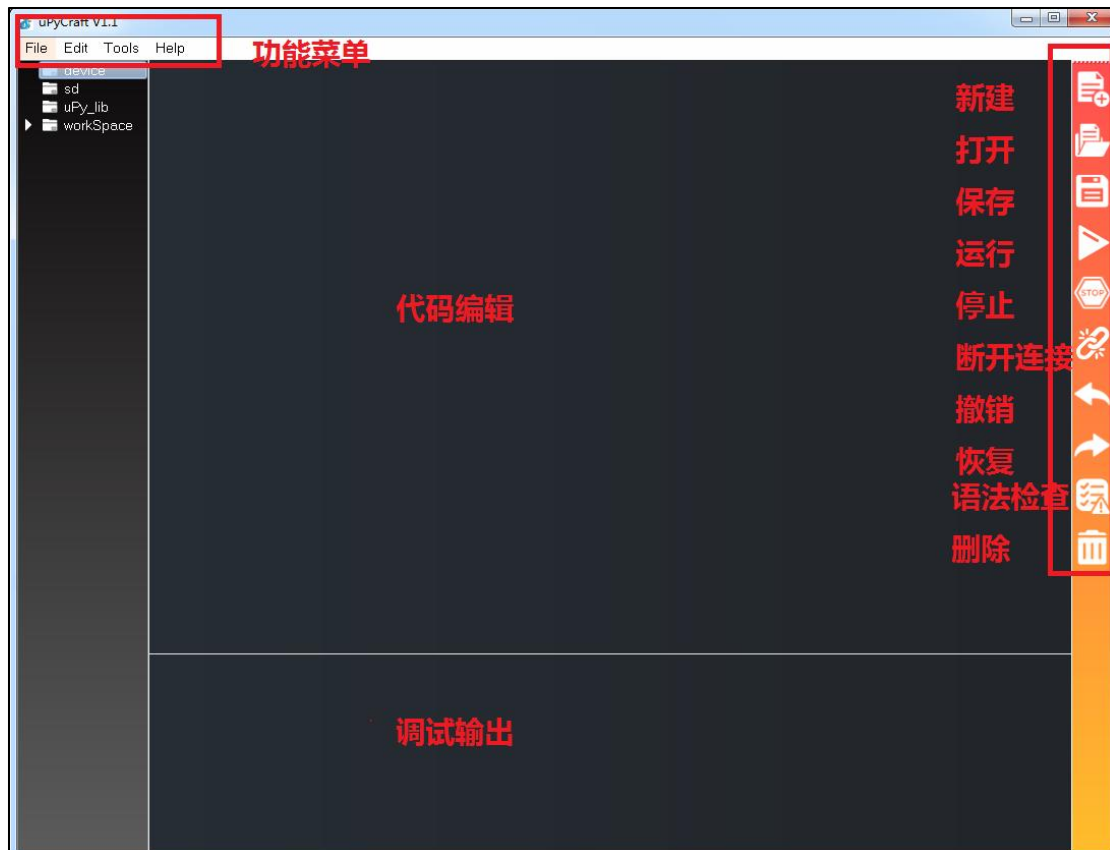 uPyCraft V1.1
File Edit Tools Help
功能菜单
device
sd
uPy_lib
workSpace
新建
打开
保存
运行
代码编辑
停止
STOP
断开连接
撤销
恢复
语法检查
删除
调试输出